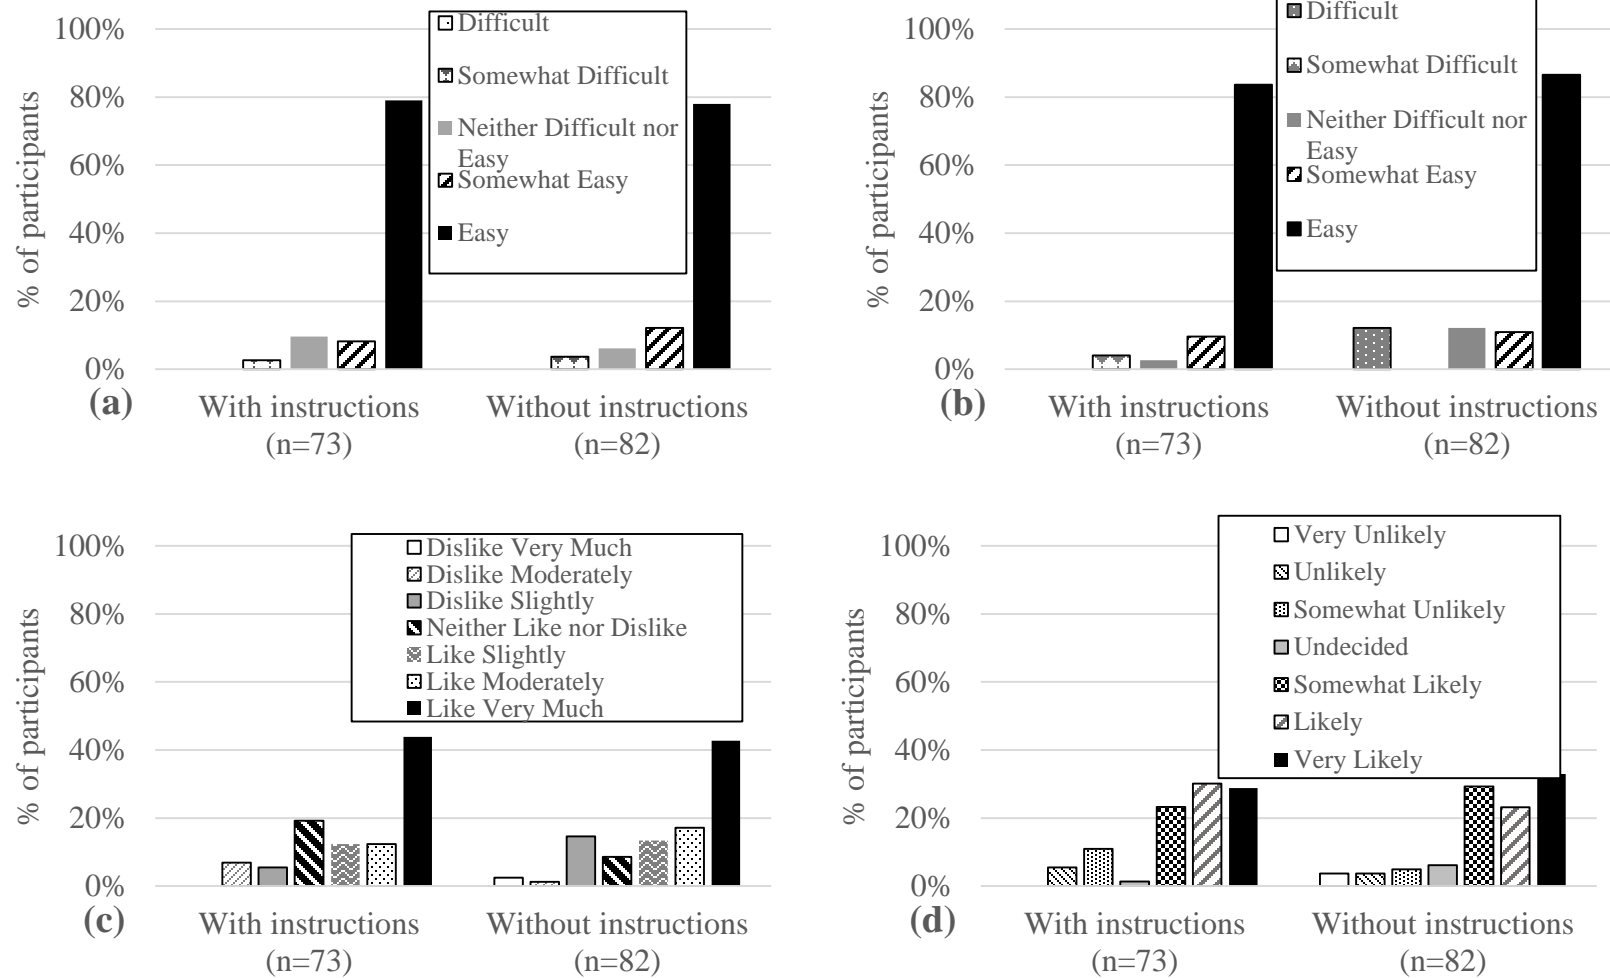 100%
80%
60%
40%
20%
0%
% of participants
Difficult
Somewhat Difficult
Neither Difficult nor
Easy
Somewhat Easy
Easy
(a)
With instructions
(n=73)
Without instructions
(n=82)
100%
80%
60%
40%
20%
0%
% of participants
Difficult
Somewhat Difficult
Neither Difficult nor
Easy
Somewhat Easy
Easy
(b)
With instructions
(n=73)
Without instructions
(n=82)
100%
80%
60%
40%
20%
0%
% of participants
Dislike Very Much
Dislike Moderately
Dislike Slightly
Neither Like nor Dislike
Like Slightly
Like Moderately
Like Very Much
(c)
With instructions
(n=73)
Without instructions
(n=82)
100%
80%
60%
40%
20%
0%
% of participants
Very Unlikely
Unlikely
Somewhat Unlikely
Undecided
Somewhat Likely
Likely
Very Likely
(d)
With instructions
(n=73)
Without instructions
(n=82)